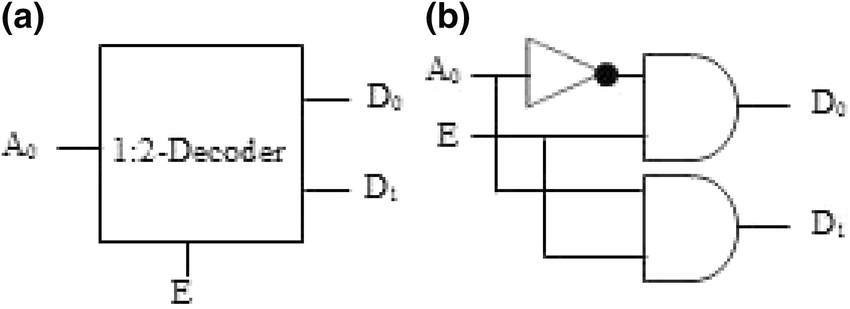 (a)
A₀
1:2-Decoder
D₀
D₁
E
(b)
A₀
E
D₀
D₁